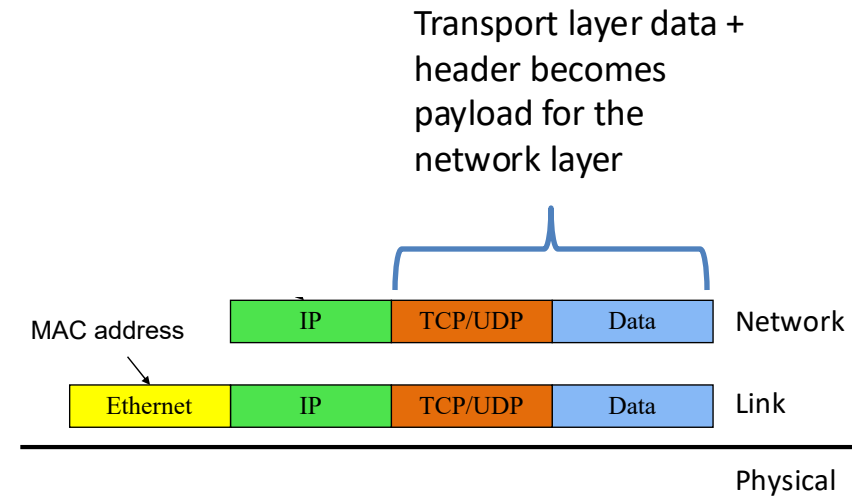 Transport layer data +
header becomes
payload for the
network layer
IP TCP/UDP Data Network
MAC address
Ethernet IP TCP/UDP Data Link
Physical